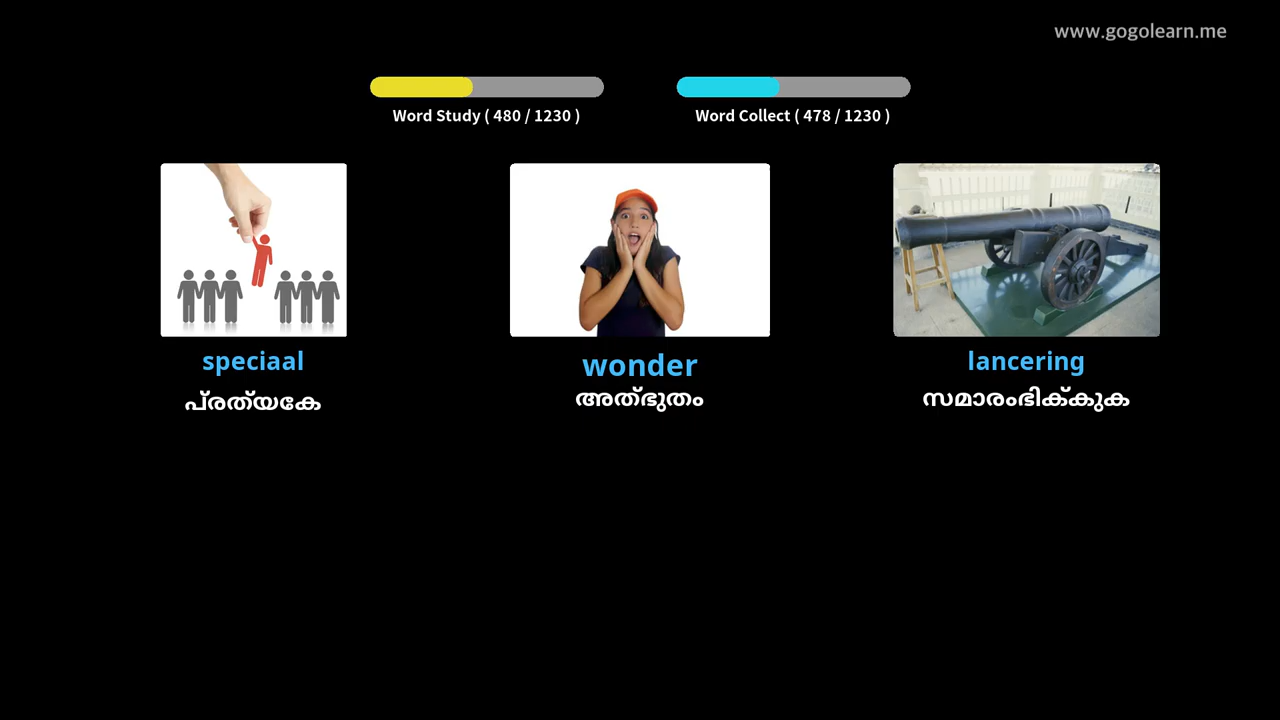 www.gogolearn.me
Word Study ( 480 / 1230 )
Word Collect ( 478 / 1230 )
speciaal
wonder
lancering
പ്രത്യകേ
അത്ഭുതം
സമാരംഭിക്കുക